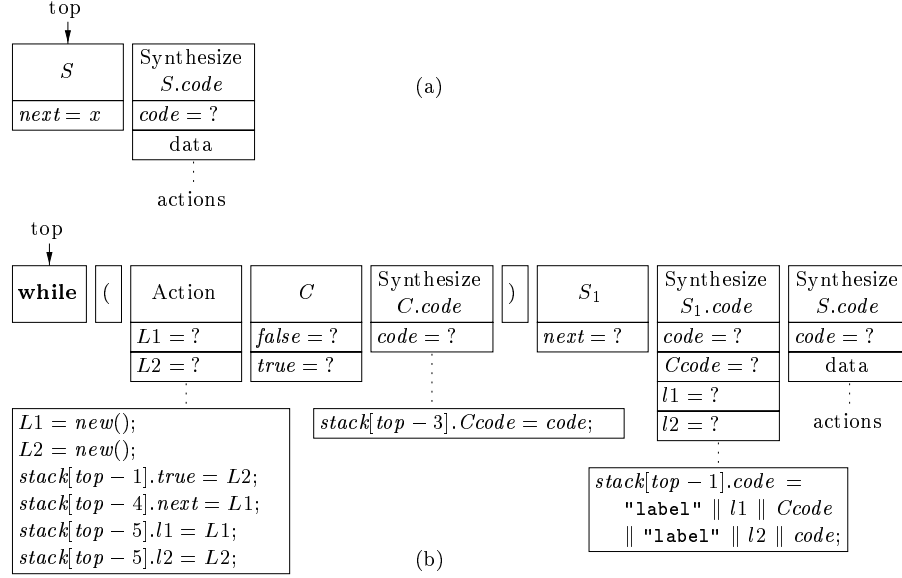 top
S
Synthesize
S.code
(a)
next = x
code = ?
data
actions
top
while
(
Action
C
Synthesize
C.code
)
S₁
Synthesize
S₁.code
Synthesize
S.code
L1 = ?
false = ?
code = ?
next = ?
code = ?
code = ?
L2 = ?
true = ?
Ccode = ?
data
l1 = ?
l2 = ?
actions
L1 = new();
L2 = new();
stack[top − 1].true = L2;
stack[top − 4].next = L1;
stack[top − 5].l1 = L1;
stack[top − 5].l2 = L2;
stack[top − 3].Ccode = code;
stack[top − 1].code =
"label" ∥ l1 ∥ Ccode
∥ "label" ∥ l2 ∥ code;
(b)